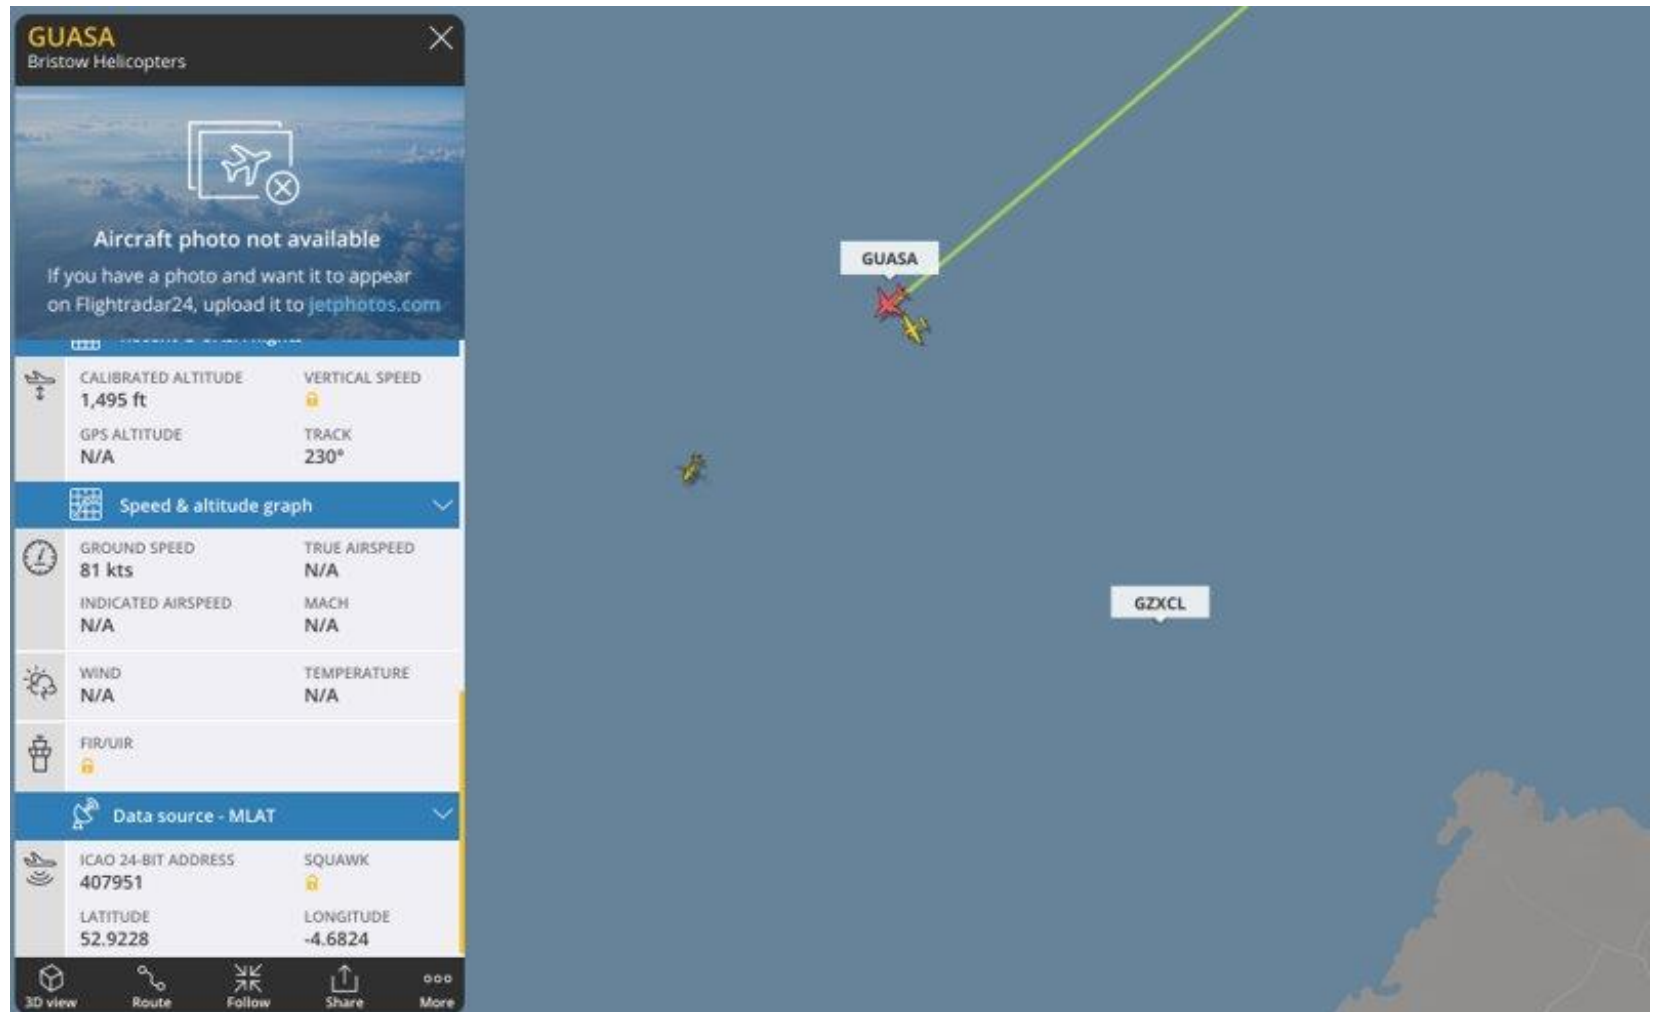 GUASA
Bristow Helicopters
Aircraft photo not available
If you have a photo and want it to appear
on Flightradar24, upload it to jetphotos.com
CALIBRATED ALTITUDE VERTICAL SPEED
1,495 ft
GPS ALTITUDE TRACK
N/A 230°
Speed & altitude graph
GROUND SPEED TRUE AIRSPEED
81 kts N/A
INDICATED AIRSPEED MACH
N/A N/A
WIND TEMPERATURE
N/A N/A
FIR/UIR
Data source - MLAT
ICAO 24-BIT ADDRESS SQUAWK
407951
LATITUDE LONGITUDE
52.9228 -4.6824
3D view Route Follow Share More
GUASA
GZXCL